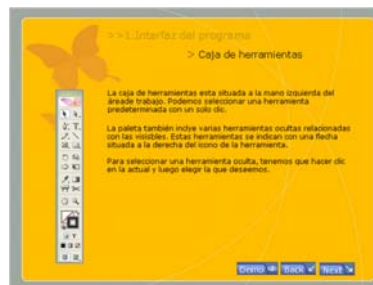 >>1.Interfaz del programa
> Caja de herramientas
La caja de herramientas esta situada a la mano izquierda del
áreade trabajo. Podemos seleccionar una herramienta
predeterminada con un solo clic.
La paleta también incluye varias herramientas ocultas relacionadas
con las visisbles. Estas herramientas se indican con una flecha
situada a la derecha del icono de la herramienta.
Para seleccionar una herramienta oculta, tenemos que hacer clic
en la actual y luego elegir la que deseemos.
Demo
Back
Next